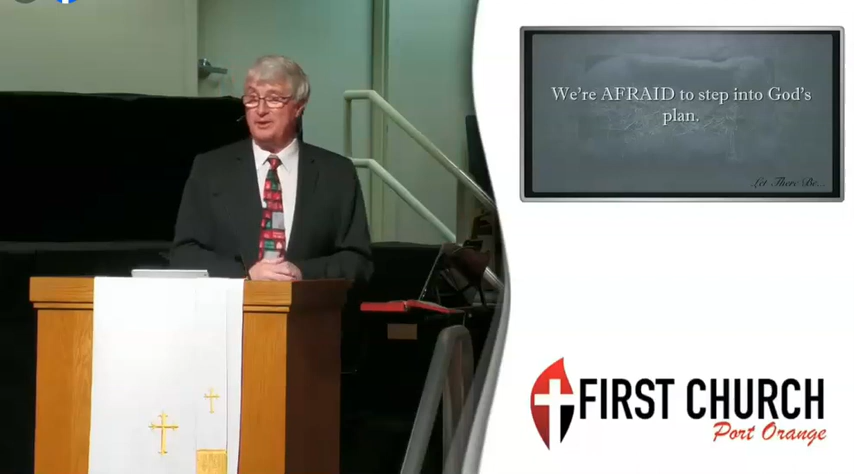 We're AFRAID to step into God's
plan.
Let There Be...
FIRST CHURCH
Port Orange